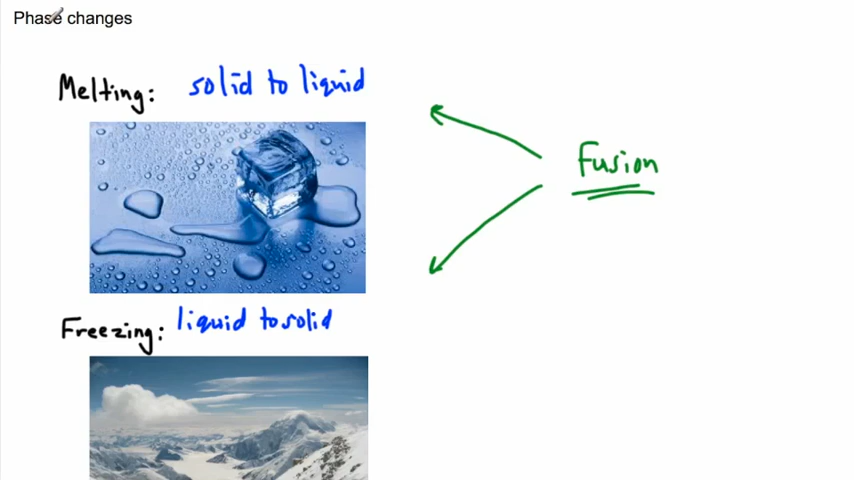 Phase changes
Melting: solid to liquid
Fusion
Freezing: liquid to solid